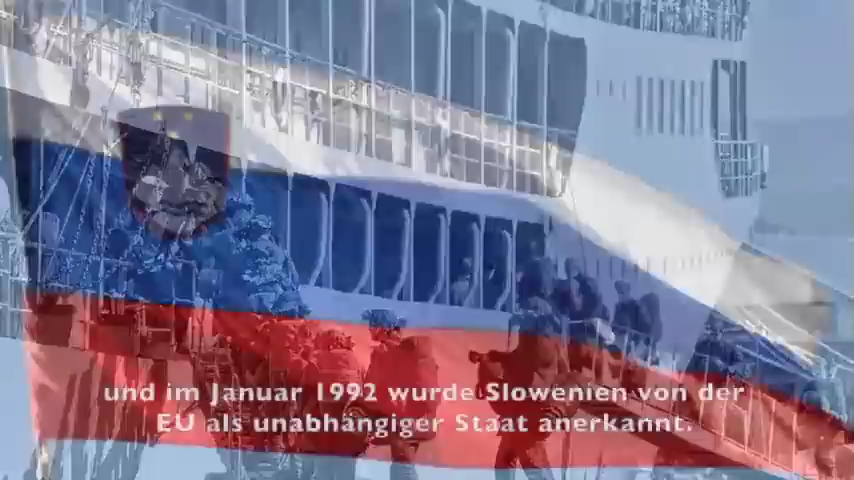 und im Januar 1992 wurde Slowenien von der
EU als unabhängiger Staat anerkannt.